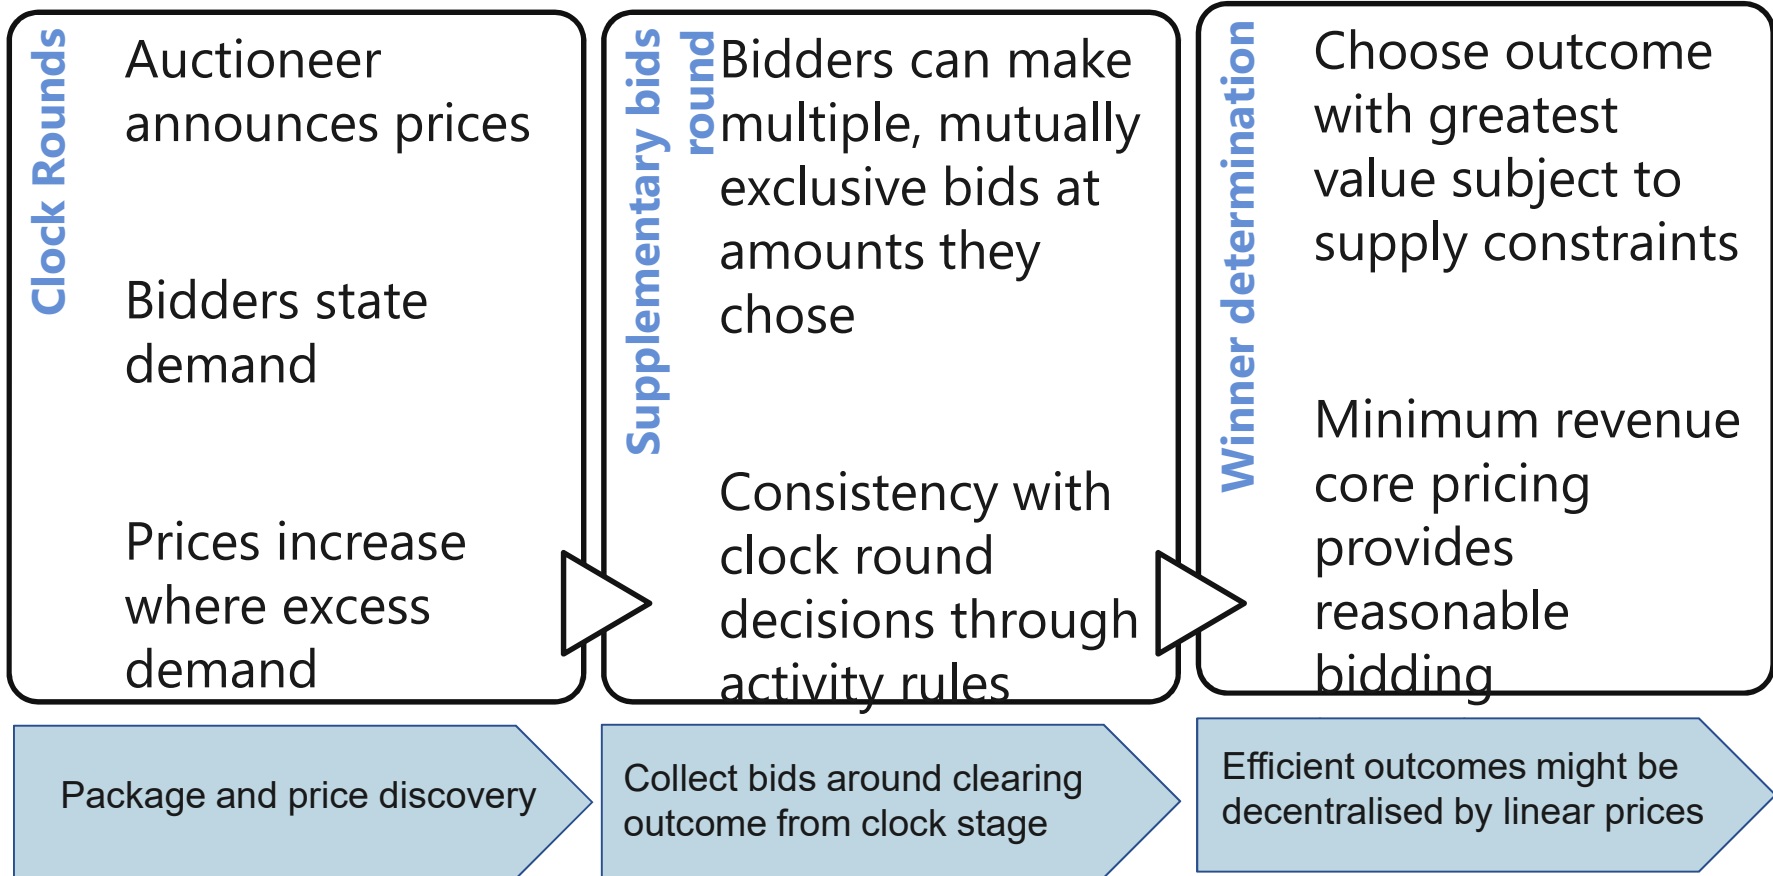 Clock Rounds
Auctioneer
announces prices
Bidders state
demand
Prices increase
where excess
demand
Package and price discovery
Supplementary bids
round
Bidders can make
multiple, mutually
exclusive bids at
amounts they
chose
Consistency with
clock round
decisions through
activity rules
Collect bids around clearing
outcome from clock stage
Winner determination
Choose outcome
with greatest
value subject to
supply constraints
Minimum revenue
core pricing
provides
reasonable
bidding
Efficient outcomes might be
decentralised by linear prices